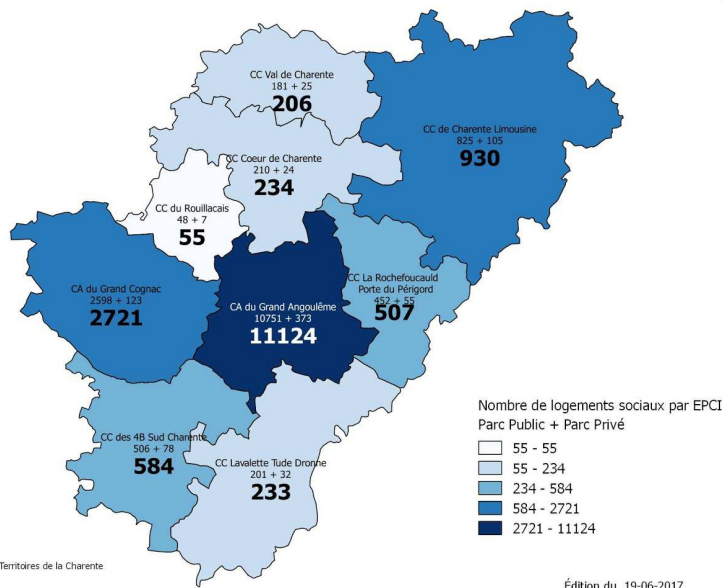 CC Val de Charente
181 + 25
206
CC de Charente Limousine
825 + 105
930
CC Coeur de Charente
210 + 24
234
CC du Rouillacais
48 + 7
55
CC La Rochefoucauld
Porte du Périgord
452 + 55
507
CA du Grand Cognac
2598 + 123
2721
CA du Grand Angoulême
10751 + 373
11124
CC des 4B Sud Charente
506 + 78
584
CC Lavalette Tude Dronne
201 + 32
233
Nombre de logements sociaux par EPCI
Parc Public + Parc Privé
55 - 55
55 - 234
234 - 584
584 - 2721
2721 - 11124
Territoires de la Charente
Édition du 19-06-2017